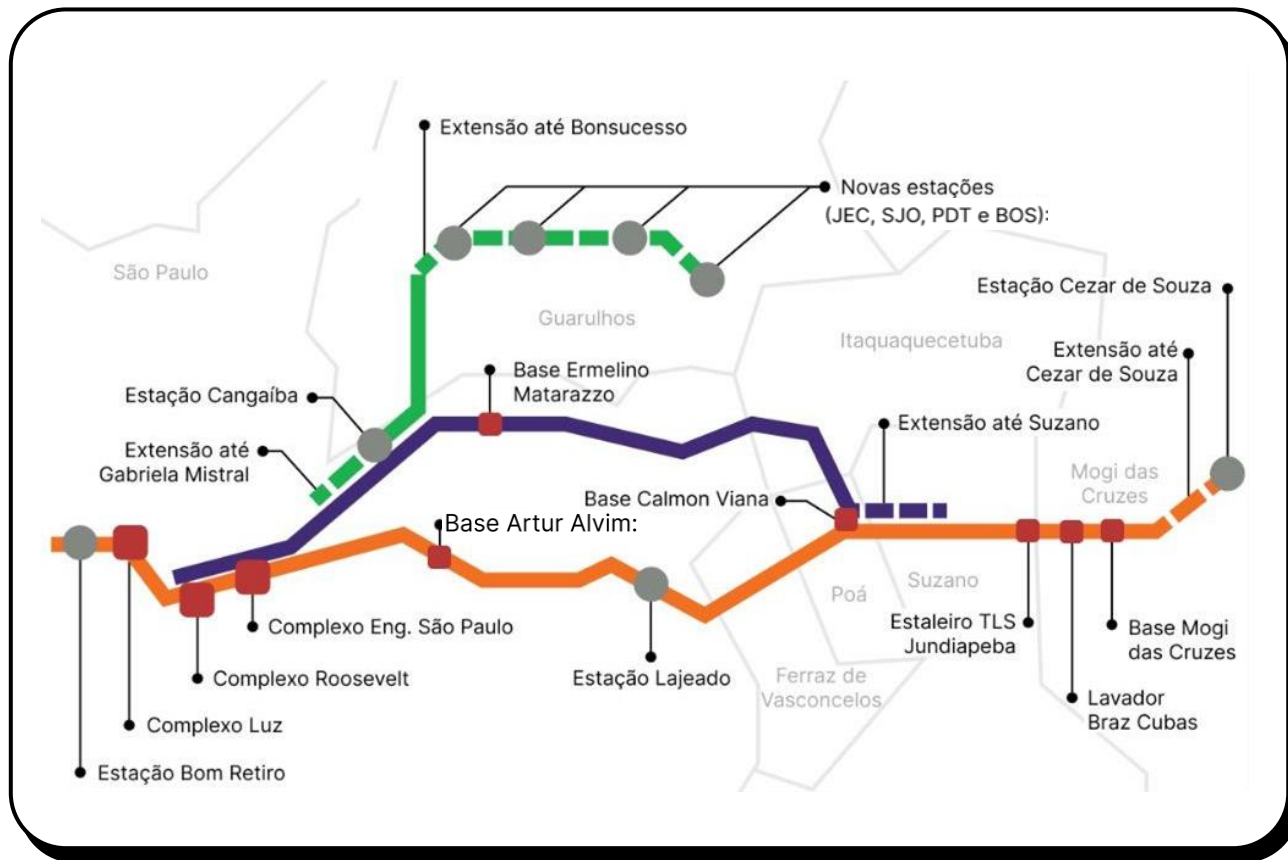 Extensão até Bonsucesso
Novas estações
(JEC, SJO, PDT e BOS):
São Paulo
Estação Cezar de Souza
Guarulhos
Itaquaquecetuba
Extensão até
Cezar de Souza
Base Ermelino
Matarazzo
Estação Cangaíba
Extensão até Suzano
Extensão até
Gabriela Mistral
Mogi das
Cruzes
Base Calmon Viana
Base Artur Alvim:
Suzano
Poá
Complexo Eng. São Paulo
Estaleiro TLS
Jundiapeba
Base Mogi
das Cruzes
Complexo Roosevelt
Estação Lajeado
Ferraz de
Vasconcelos
Lavador
Braz Cubas
Complexo Luz
Estação Bom Retiro